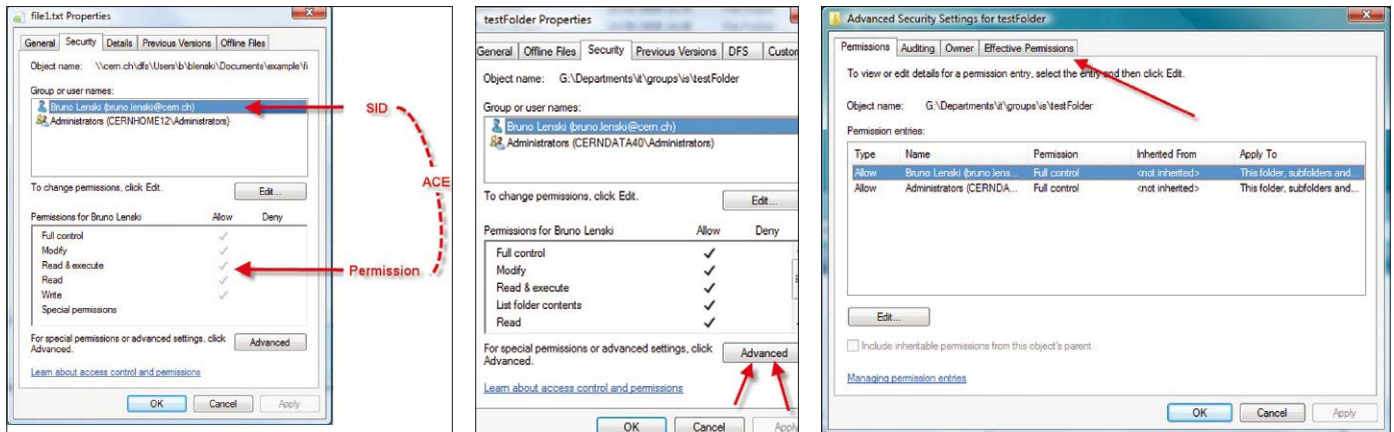 file1.txt Properties
General Security Details Previous Versions Offline Files
Object name: \\cern.ch\dfs\Users\b\blenski\Documents\example\fi
Group or user names:
Bruno Lenski (bruno.lenski@cern.ch)
Administrators (CERNHOME12\Administrators)
SID
ACE
To change permissions, click Edit.
Edit...
Permissions for Bruno Lenski Allow Deny
Full control
Modify
Read & execute
Permission
Read
Write
Special permissions
For special permissions or advanced settings, click Advanced.
Advanced
Learn about access control and permissions
OK Cancel Apply
testFolder Properties
General Offline Files Security Previous Versions DFS Custom
Object name: G:\Departments\it\groups\is\testFolder
Group or user names:
Bruno Lenski (bruno.lenski@cern.ch)
Administrators (CERNDATA40\Administrators)
To change permissions, click Edit.
Edit...
Permissions for Bruno Lenski Allow Deny
Full control
Modify
Read & execute
List folder contents
Read
For special permissions or advanced settings, click
Advanced.
Advanced
Learn about access control and permissions
OK Cancel Apply
Advanced Security Settings for testFolder
Permissions Auditing Owner Effective Permissions
To view or edit details for a permission entry, select the entry and then click Edit.
Object name: G:\Departments\it\groups\is\testFolder
Permission entries:
Type Name Permission Inherited From Apply To
Allow Bruno Lenski (bruno.lens... Full control <not inherited> This folder, subfolders and...
Allow Administrators (CERNDA... Full control <not inherited> This folder, subfolders and...
Edit...
Include inheritable permissions from this object's parent
Managing permission entries
OK Cancel Apply